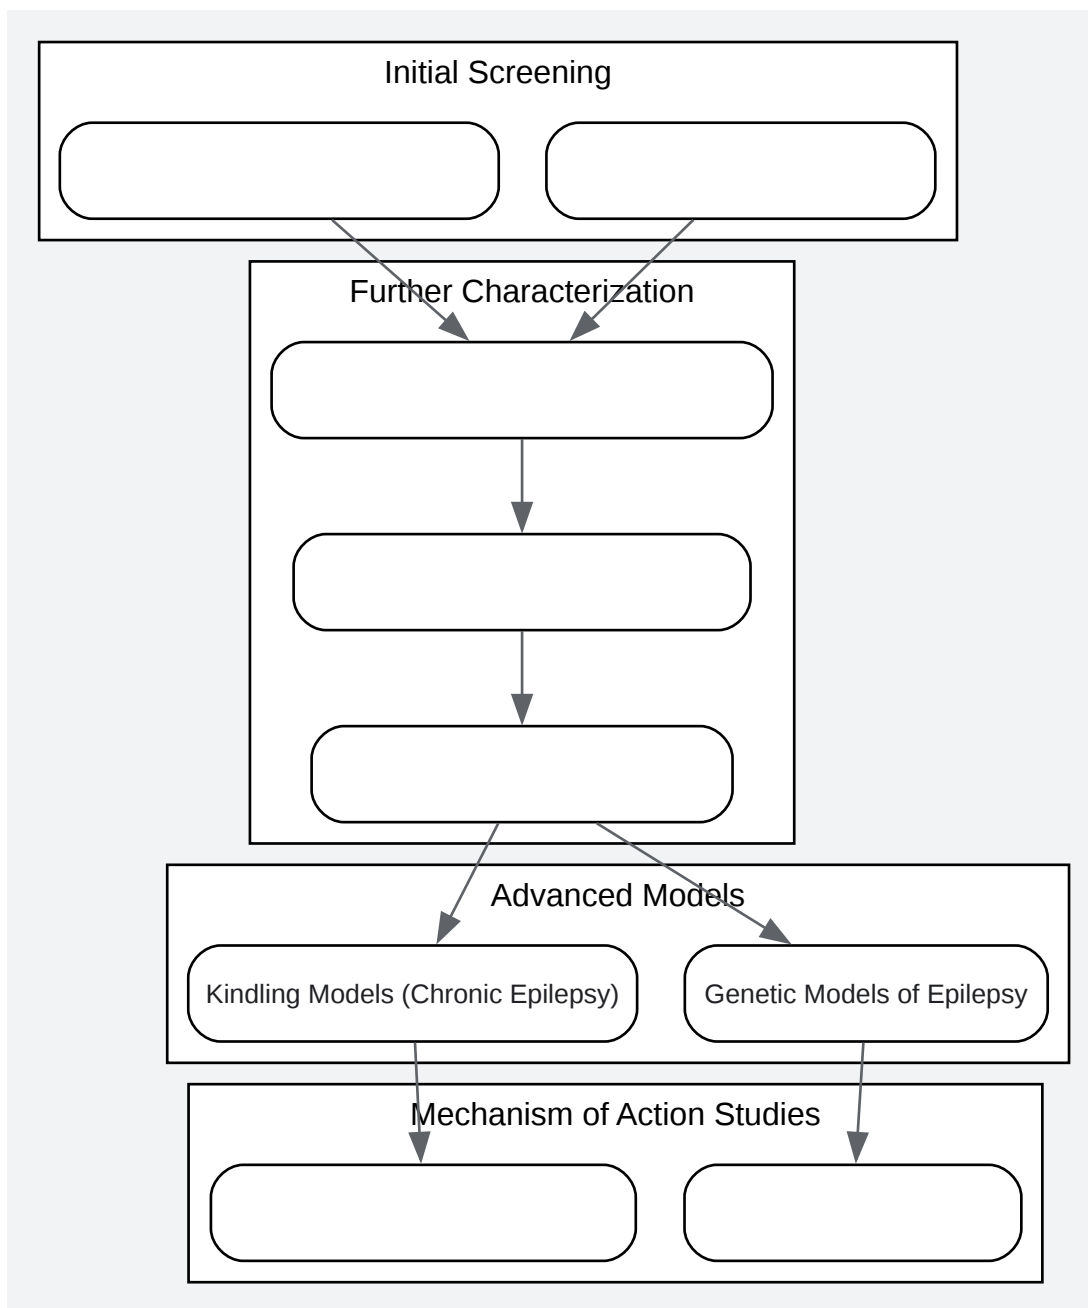 Initial Screening
Further Characterization
Advanced Models
Kindling Models (Chronic Epilepsy)
Genetic Models of Epilepsy
Mechanism of Action Studies